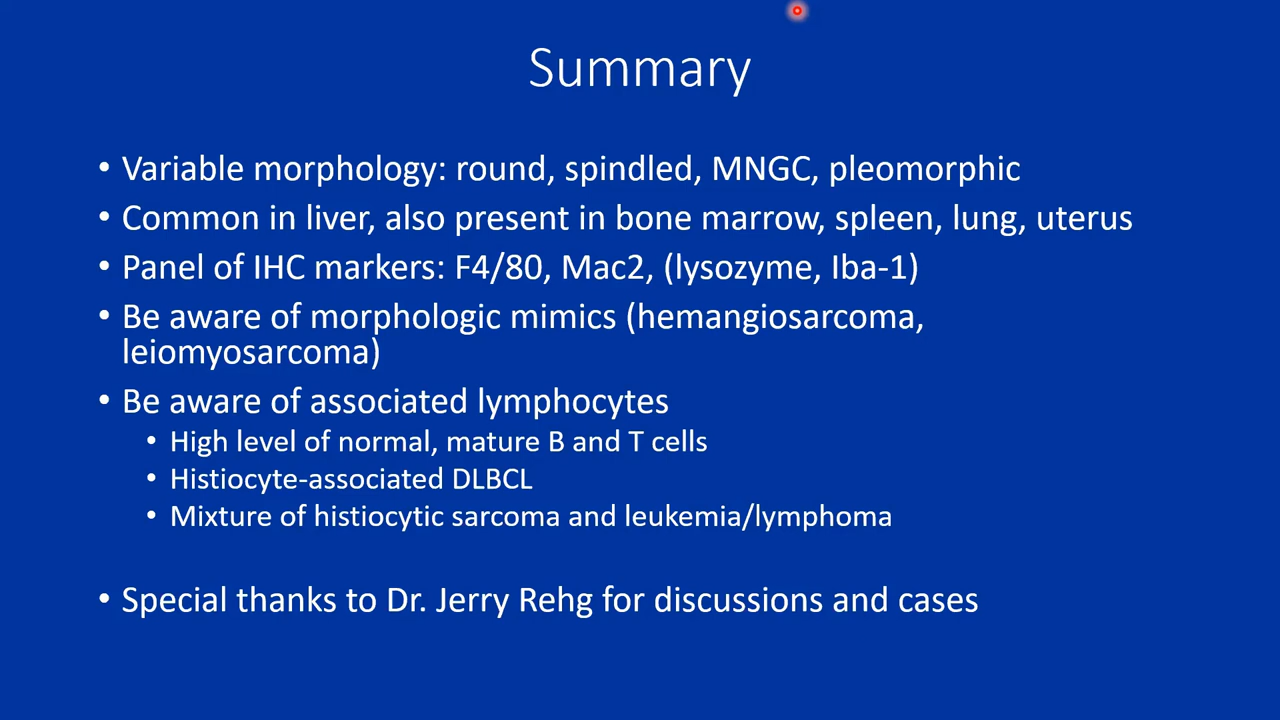 Summary
• Variable morphology: round, spindled, MNGC, pleomorphic
• Common in liver, also present in bone marrow, spleen, lung, uterus
• Panel of IHC markers: F4/80, Mac2, (lysozyme, Iba-1)
• Be aware of morphologic mimics (hemangiosarcoma,
leiomyosarcoma)
• Be aware of associated lymphocytes
• High level of normal, mature B and T cells
• Histiocyte-associated DLBCL
• Mixture of histiocytic sarcoma and leukemia/lymphoma
• Special thanks to Dr. Jerry Rehg for discussions and cases